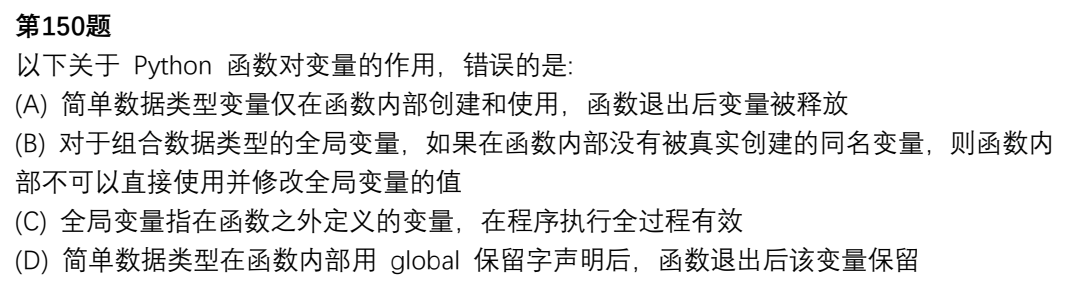 第150题
以下关于 Python 函数对变量的作用，错误的是:
(A) 简单数据类型变量仅在函数内部创建和使用，函数退出后变量被释放
(B) 对于组合数据类型的全局变量，如果在函数内部没有被真实创建的同名变量，则函数内
部不可以直接使用并修改全局变量的值
(C) 全局变量指在函数之外定义的变量，在程序执行全过程有效
(D) 简单数据类型在函数内部用 global 保留字声明后，函数退出后该变量保留